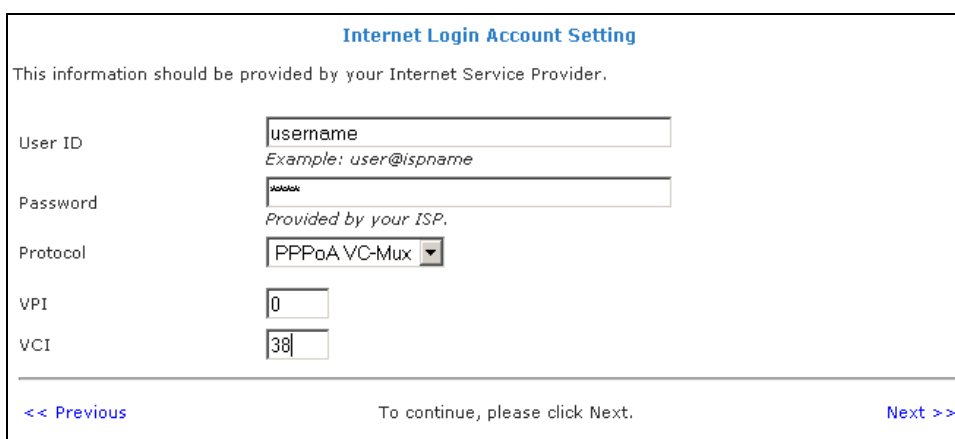 Internet Login Account Setting
This information should be provided by your Internet Service Provider.
User ID
username
Example: user@ispname
Password
****
Provided by your ISP.
Protocol
PPPoA VC-Mux
VPI
0
VCI
38
<< Previous
To continue, please click Next.
Next >>